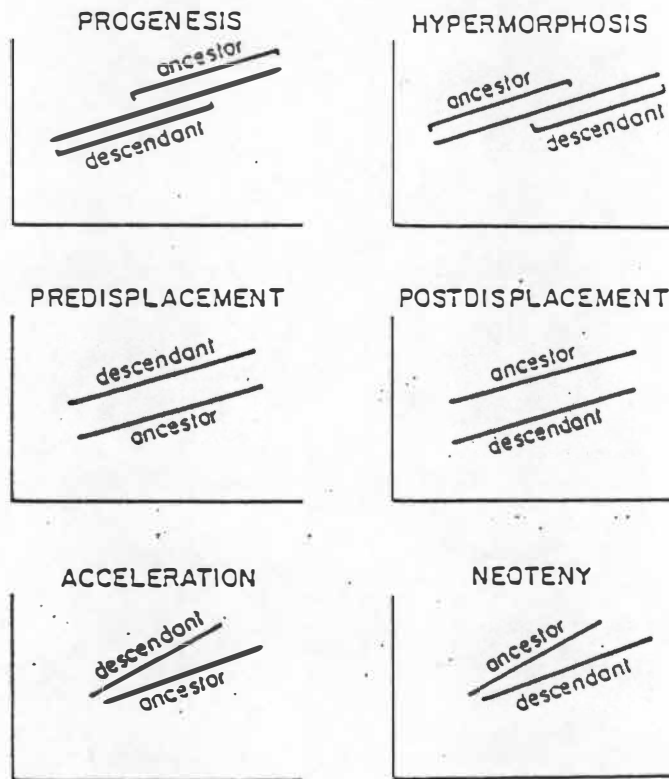 PROGENESIS
ancestor
descendant
HYPERMORPHOSIS
ancestor
descendant
PREDISPLACEMENT
descendant
ancestor
POSTDISPLACEMENT
ancestor
descendant
ACCELERATION
descendant
ancestor
NEOTENY
ancestor
descendant